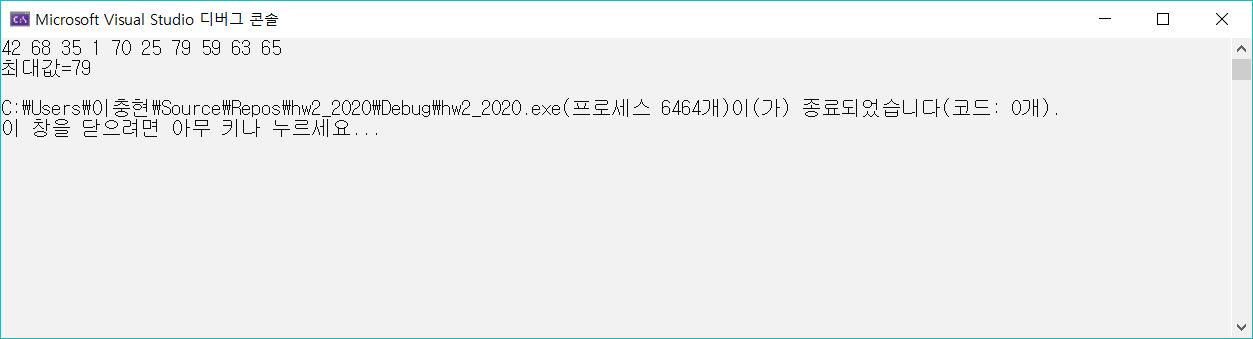 Microsoft Visual Studio 디버그 콘솔
42 68 35 1 70 25 79 59 63 65
최대값=79
C:₩Users₩이충현₩Source₩Repos₩hw2_2020₩Debug₩hw2_2020.exe(프로세스 6464개)이(가) 종료되었습니다(코드: 0개).
이 창을 닫으려면 아무 키나 누르세요...